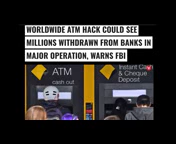 WORLDWIDE ATM HACK COULD SEE
MILLIONS WITHDRAWN FROM BANKS IN
MAJOR OPERATION, WARNS FBI
ATM
cash out
Instant Cash
& Cheque
Deposit